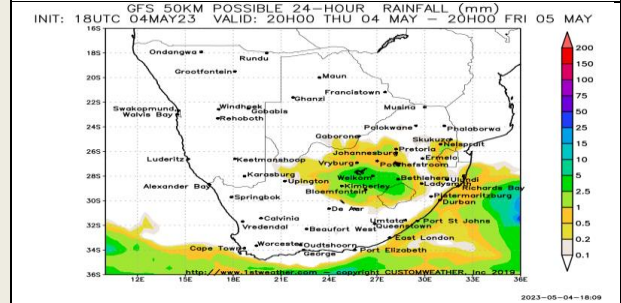 GFS 50KM POSSIBLE 24-HOUR RAINFALL (mm)
INIT: 18UTC 04MAY23 VALID: 20H00 THU 04 MAY - 20H00 FRI 05 MAY
16S
18S
20S
22S
24S
26S
28S
30S
32S
34S
36S
Ondangwa
Rundu
Grootfontein
Maun
Francistown
Ghanzi
Musina
Swakopmund
Windhoek
Gobabis
Walvis Bay
Rehoboth
Polokwane
Phalaborwa
Gaborone
Skukuza
Pretoria
Nelspruit
Johannesburg
Luderitz
Keetmanshoop
Vryburg
Potchefstroom
Ermelo
Karasburg
Upington
Welkom
Bethlehem
Ulundi
Alexander Bay
Kimberley
Ladysmith
Richards Bay
Bloemfontein
Springbok
Pietermaritzburg
Durban
De Aar
Calvinia
Umtata
Port St Johns
Vredendal
Beaufort West
Queenstown
East London
Cape Town
Worcester
Oudtshoorn
George
Port Elizabeth
http://www.1stweather.com - copyright CUSTOMWEATHER, Inc 2019
12E 15E 18E 21E 24E 27E 30E 33E 36E
200
150
100
75
50
25
15
10
5
2.5
1
0.5
0.2
0.1
2023-05-04-18:09